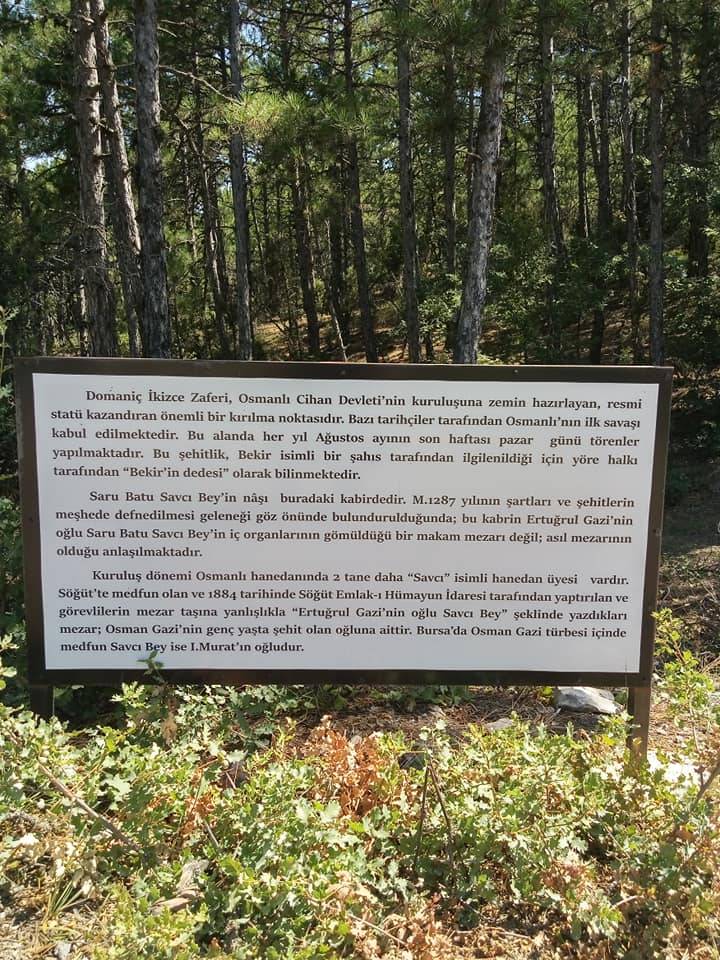 Domaniç İkizce Zaferi, Osmanlı Cihan Devleti'nin kuruluşuna zemin hazırlayan, resmi
statü kazandıran önemli bir kırılma noktasıdır. Bazı tarihçiler tarafından Osmanlı'nın ilk savaşı
kabul edilmektedir. Bu alanda her yıl Ağustos ayının son haftası pazar günü törenler
yapılmaktadır. Bu şehitlik, Bekir isimli bir şahıs tarafından ilgilenildiği için yöre halkı
tarafından “Bekir'in dedesi” olarak bilinmektedir.
Saru Batu Savcı Bey'in nâşı buradaki kabirdedir. M.1287 yılının şartları ve şehitlerin
meşhede defnedilmesi geleneği göz önünde bulundurulduğunda; bu kabrin Ertuğrul Gazi'nin
oğlu Saru Batu Savcı Bey'in iç organlarının gömüldüğü bir makam mezarı değil; asıl mezarının
olduğu anlaşılmaktadır.
Kuruluş dönemi Osmanlı hanedanında 2 tane daha “Savcı” isimli hanedan üyesi vardır.
Söğüt'te medfun olan ve 1884 tarihinde Söğüt Emlak-ı Hümayun İdaresi tarafından yaptırılan ve
görevlilerin mezar taşına yanlışlıkla “Ertuğrul Gazi'nin oğlu Savcı Bey” şeklinde yazdıkları
mezar; Osman Gazi'nin genç yaşta şehit olan oğluna aittir. Bursa'da Osman Gazi türbesi içinde
medfun Savcı Bey ise I.Murat'ın oğludur.